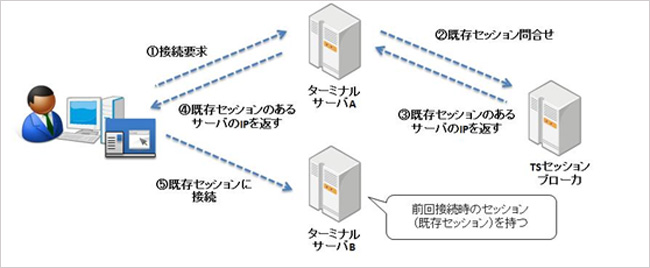 ①接続要求
ターミナル
サーバA
②既存セッション問合せ
④既存セッションのある
サーバのIPを返す
③既存セッションのある
サーバのIPを返す
TSセッション
ブローカ
⑤既存セッションに
接続
前回接続時のセッション
(既存セッション)を持つ
ターミナル
サーバB